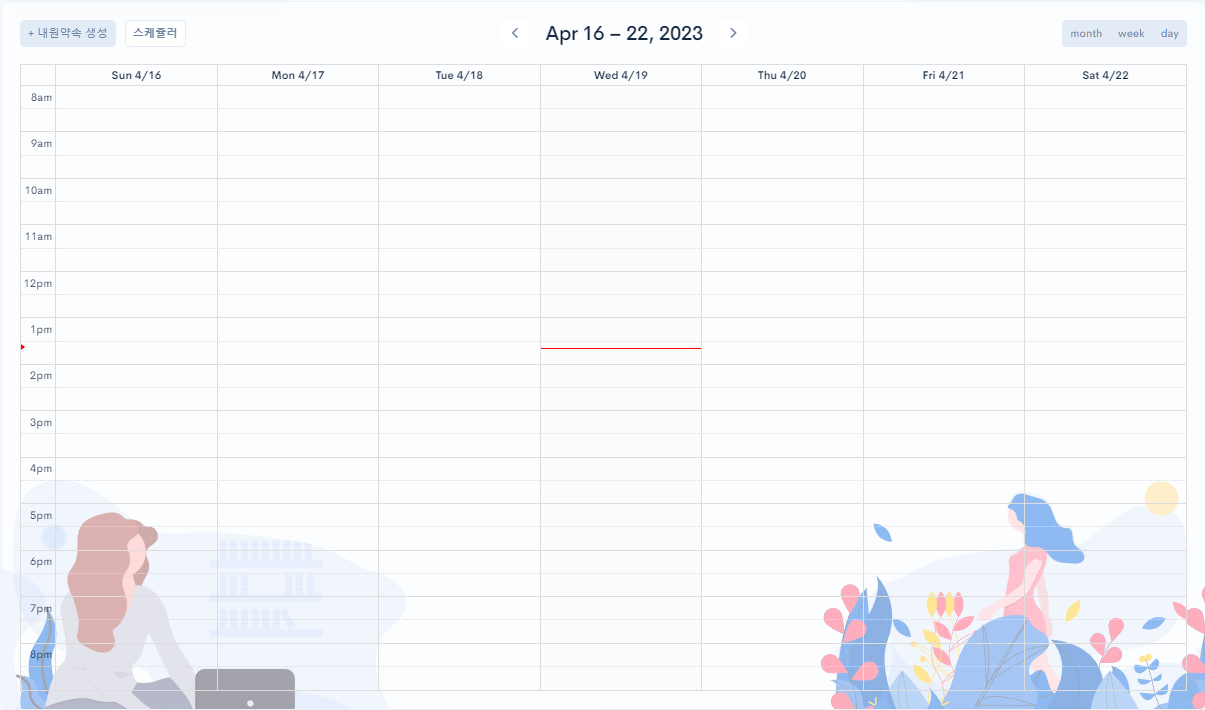 + 내원약속 생성 스케쥴러 Apr 16 – 22, 2023 month week day
Sun 4/16 Mon 4/17 Tue 4/18 Wed 4/19 Thu 4/20 Fri 4/21 Sat 4/22
8am
9am
10am
11am
12pm
1pm
2pm
3pm
4pm
5pm
6pm
7pm
8pm